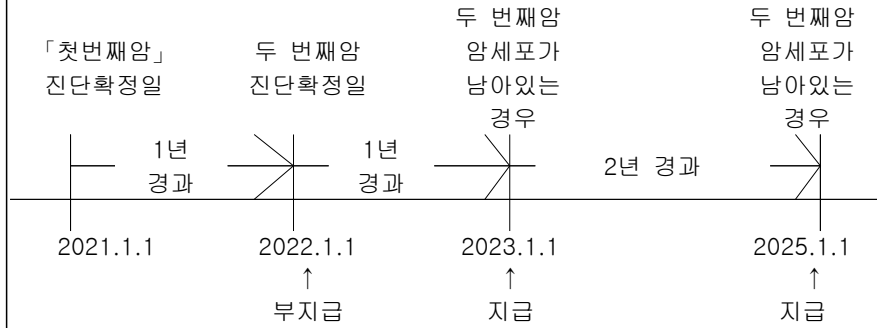 두 번째암
두 번째암
「첫번째암」
두 번째암
암세포가
암세포가
진단확정일
진단확정일
남아있는
남아있는
경우
경우
1년
1년
2년 경과
경과
경과
2021.1.1
2022.1.1
2023.1.1
2025.1.1
↑
↑
↑
부지급
지급
지급